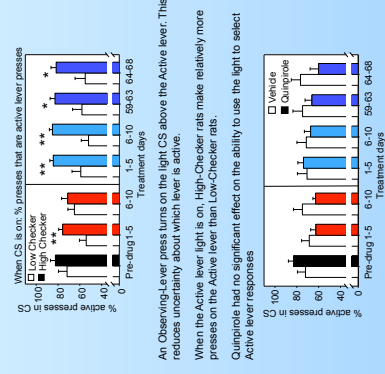 When CS is on: % presses that are active lever presses
Low Checker
High Checker
% active presses in CS
100
80
60
40
0
**
**
**
*
*
Pre-drug 1-5 6-10 1-5 6-10 59-63 64-68
Treatment days
An Observing-Lever press turns on the light CS above the Active lever. This
reduces uncertainty about which lever is active.
When the Active lever light is on, High-Checker rats make relatively more
presses on the Active lever than Low-Checker rats.
Quinpirole had no significant effect on the ability to use the light to select
Active lever responses
Vehicle
Quinpirole
% active presses in CS
100
80
60
40
0
Pre-drug 1-5 6-10 1-5 6-10 59-63 64-68
Treatment days